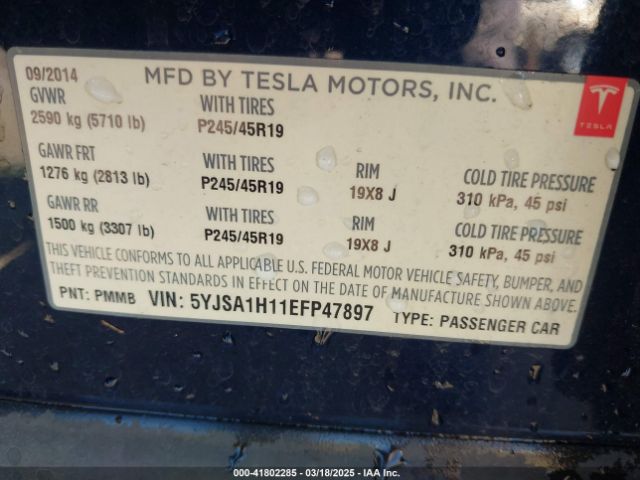 09/2014 MFD BY TESLA MOTORS, INC.
GVWR WITH TIRES
2590 kg (5710 lb) P245/45R19
TESLA
GAWR FRT WITH TIRES RIM COLD TIRE PRESSURE
1276 kg (2813 lb) P245/45R19 19X8 J 310 kPa, 45 psi
GAWR RR WITH TIRES RIM COLD TIRE PRESSURE
1500 kg (3307 lb) P245/45R19 19X8 J 310 kPa, 45 psi
THIS VEHICLE CONFORMS TO ALL APPLICABLE U.S. FEDERAL MOTOR VEHICLE SAFETY, BUMPER, AND
THEFT PREVENTION STANDARDS IN EFFECT ON THE DATE OF MANUFACTURE SHOWN ABOVE.
PNT: PMMB VIN: 5YJSA1H11EFP47897 TYPE: PASSENGER CAR
© 40-41802285 | 03/18/2025 — IAA Inc.